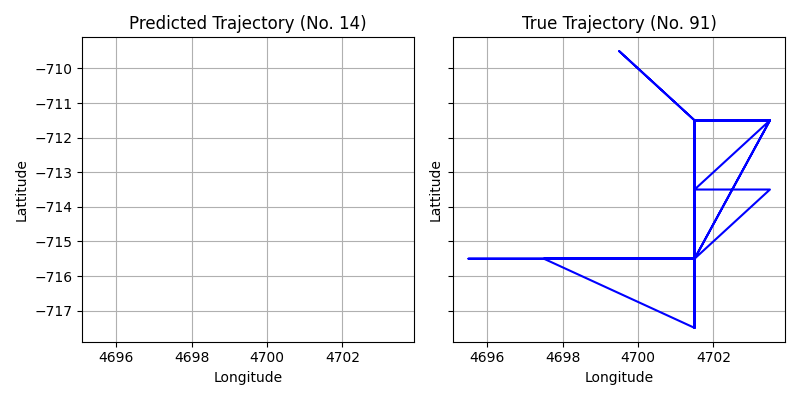 Predicted Trajectory (No. 14)
True Trajectory (No. 91)
Lattitude
−710
−711
−712
−713
−714
−715
−716
−717
4696 4698 4700 4702
Longitude
Lattitude
4696 4698 4700 4702
Longitude